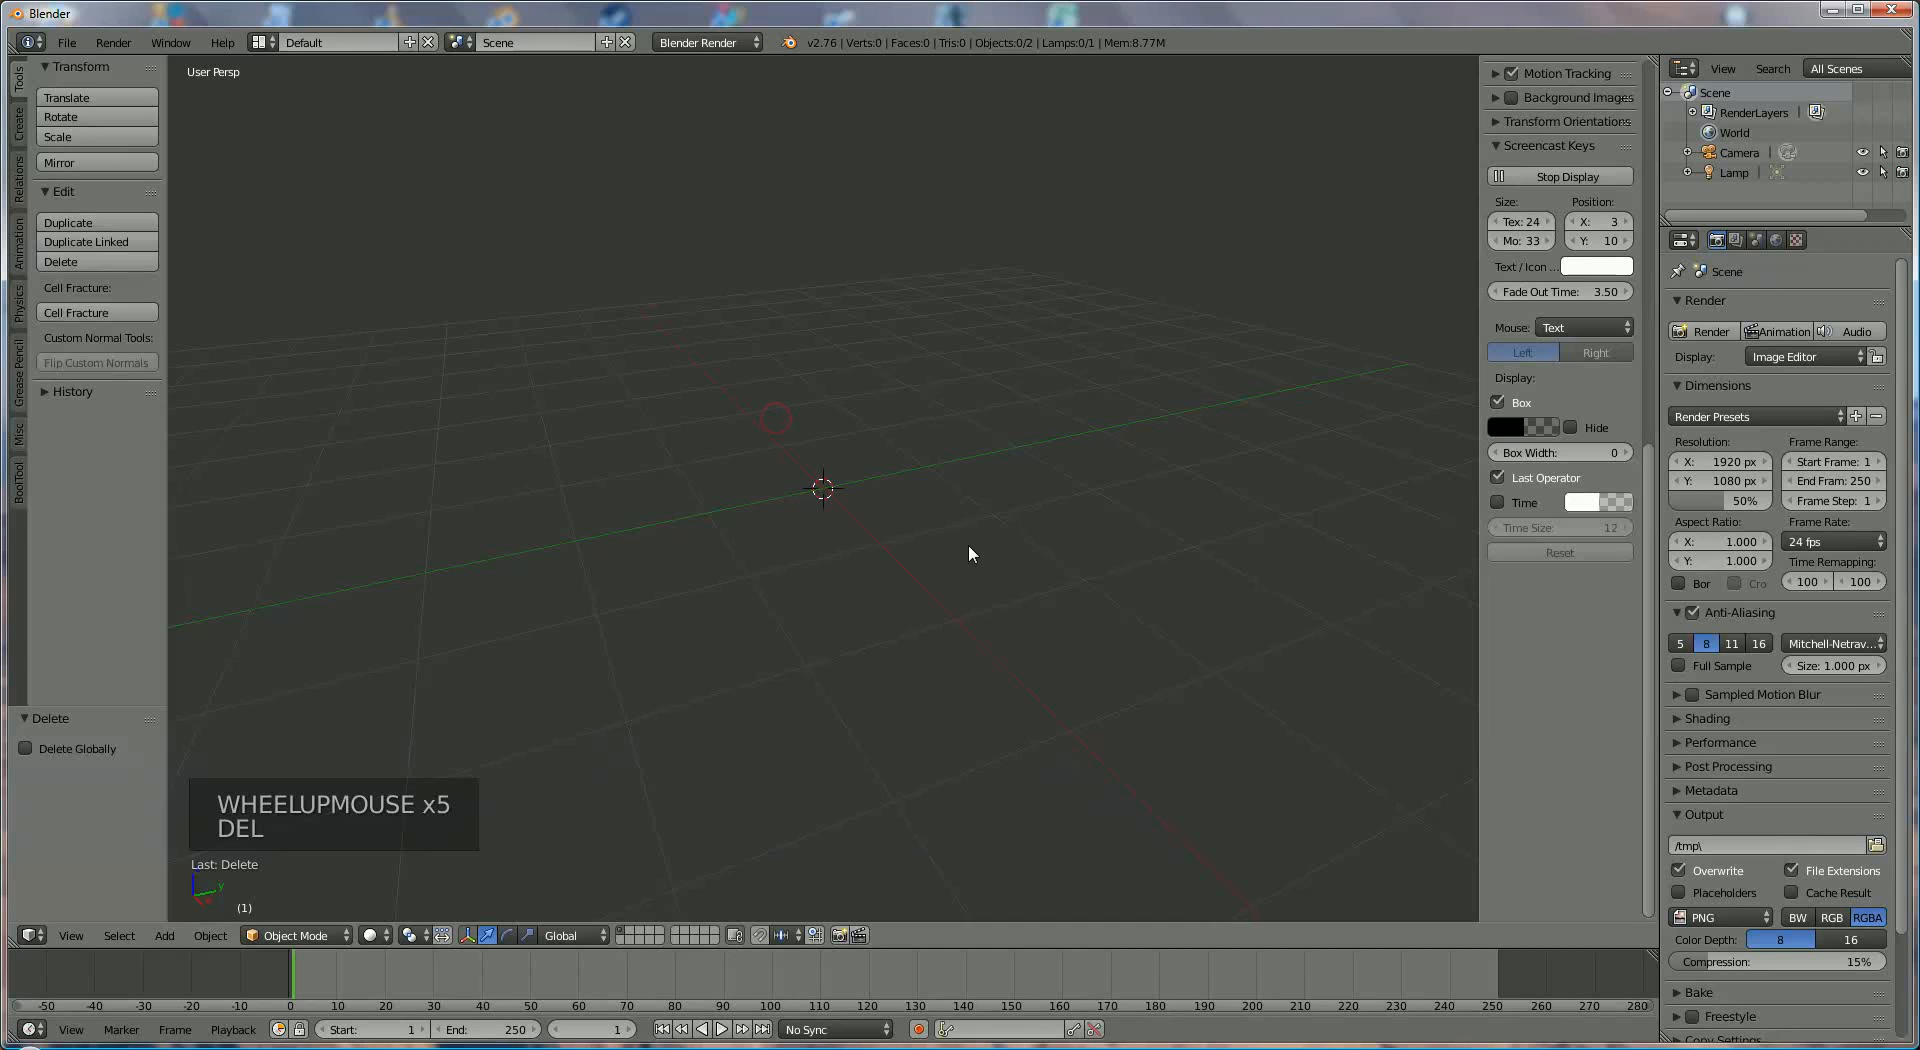 Blender
File Render Window Help Default Scene Blender Render v2.76 | Verts:0 | Faces:0 | Tris:0 | Objects:0/2 | Lamps:0/1 | Mem:8.77M
Tools
Create
Relations
Animation
Physics
Grease Pencil
Misc
BoolTool
Transform
Translate
Rotate
Scale
Mirror
Edit
Duplicate
Duplicate Linked
Delete
Cell Fracture:
Cell Fracture
Custom Normal Tools:
Flip Custom Normals
History
Delete
Delete Globally
User Persp
WHEELUPMOUSE x5
DEL
Last: Delete
y
(1)
Motion Tracking
Background Images
Transform Orientations
Screencast Keys
Stop Display
Size: Position:
Tex: 24 X: 3
Mo: 33 Y: 10
Text / Icon ...
Fade Out Time: 3.50
Mouse: Text
Left Right
Display:
Box
Hide
Box Width: 0
Last Operator
Time
Time Size: 12
Reset
View Search All Scenes
Scene
RenderLayers |
World
Camera |
Lamp |
Scene
Render
Render Animation Audio
Display: Image Editor
Dimensions
Render Presets
Resolution: Frame Range:
X: 1920 px Start Frame: 1
Y: 1080 px End Fram: 250
50% Frame Step: 1
Aspect Ratio: Frame Rate:
X: 1.000 24 fps
Y: 1.000 Time Remapping:
Bor Cro 100 100
Anti-Aliasing
5 8 11 16 Mitchell-Netrav...
Full Sample Size: 1.000 px
Sampled Motion Blur
Shading
Performance
Post Processing
Metadata
Output
/tmp\
Overwrite File Extensions
Placeholders Cache Result
PNG BW RGB RGBA
Color Depth: 8 16
Compression: 15%
Bake
Freestyle
View Select Add Object Object Mode Global
-50 -40 -30 -20 -10 0 10 20 30 40 50 60 70 80 90 100 110 120 130 140 150 160 170 180 190 200 210 220 230 240 250 260 270 280
View Marker Frame Playback Start: 1 End: 250 1 No Sync